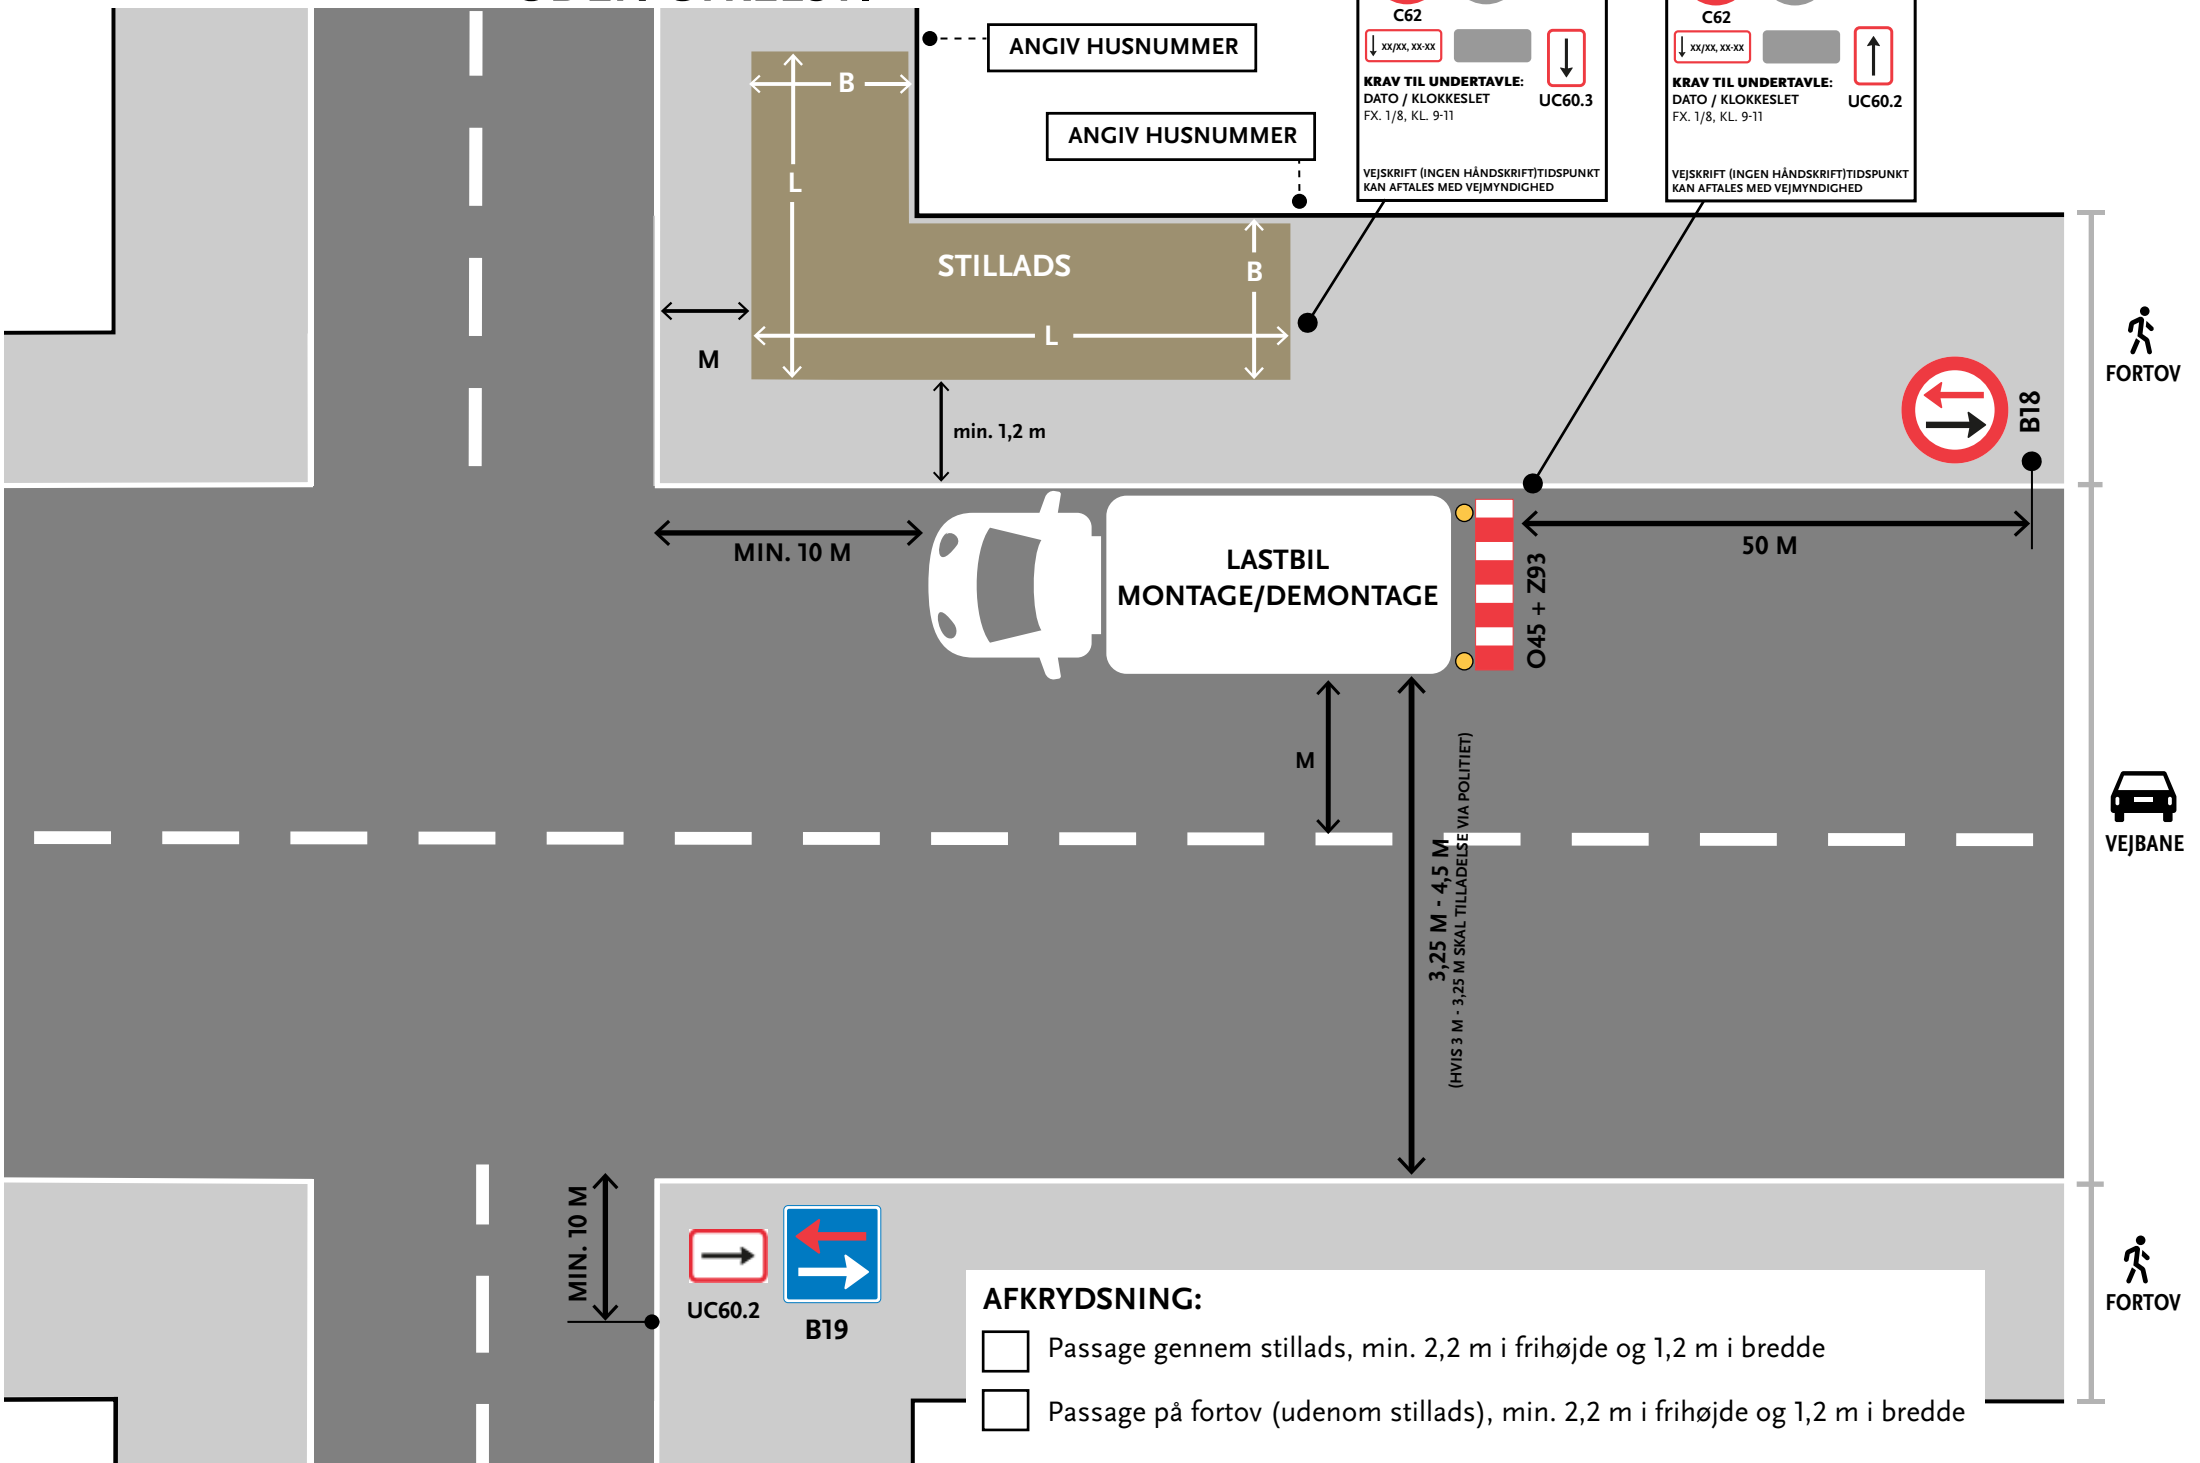 C62
xx/xx, xx-xx
KRAV TIL UNDERTAVLE:
DATO / KLOKKESLET
FX. 1/8, KL. 9-11
UC60.3
VEJSKRIFT (INGEN HÅNDSKRIFT)TIDSPUNKT
KAN AFTALES MED VEJMYNDIGHED
C62
xx/xx, xx-xx
KRAV TIL UNDERTAVLE:
DATO / KLOKKESLET
FX. 1/8, KL. 9-11
UC60.2
VEJSKRIFT (INGEN HÅNDSKRIFT)TIDSPUNKT
KAN AFTALES MED VEJMYNDIGHED
ANGIV HUSNUMMER
ANGIV HUSNUMMER
B
L
STILLADS
B
L
M
min. 1,2 m
FORTOV
B18
MIN. 10 M
LASTBIL
MONTAGE/DEMONTAGE
O45 + Z93
50 M
M
3,25 M - 4,5 M
(HVIS 3 M - 3,25 M SKAL TILLADELSE VIA POLITIET)
VEJBANE
MIN. 10 M
UC60.2
B19
FORTOV
AFKRYDSNING:
Passage gennem stillads, min. 2,2 m i frihøjde og 1,2 m i bredde
Passage på fortov (udenom stillads), min. 2,2 m i frihøjde og 1,2 m i bredde